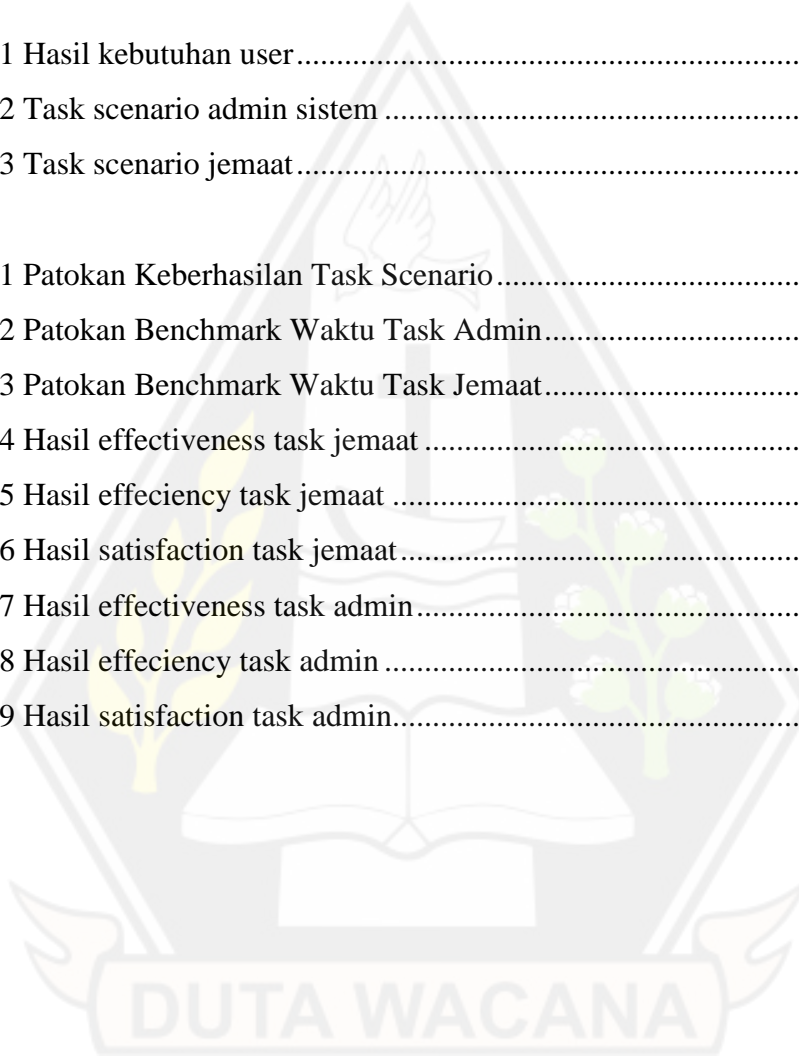 1 Hasil kebutuhan user................................................................
2 Task scenario admin sistem .....................................................
3 Task scenario jemaat................................................................
1 Patokan Keberhasilan Task Scenario.......................................
2 Patokan Benchmark Waktu Task Admin.................................
3 Patokan Benchmark Waktu Task Jemaat.................................
4 Hasil effectiveness task jemaat ................................................
5 Hasil effeciency task jemaat ....................................................
6 Hasil satisfaction task jemaat...................................................
7 Hasil effectiveness task admin.................................................
8 Hasil effeciency task admin .....................................................
9 Hasil satisfaction task admin....................................................
DUTA WACANA